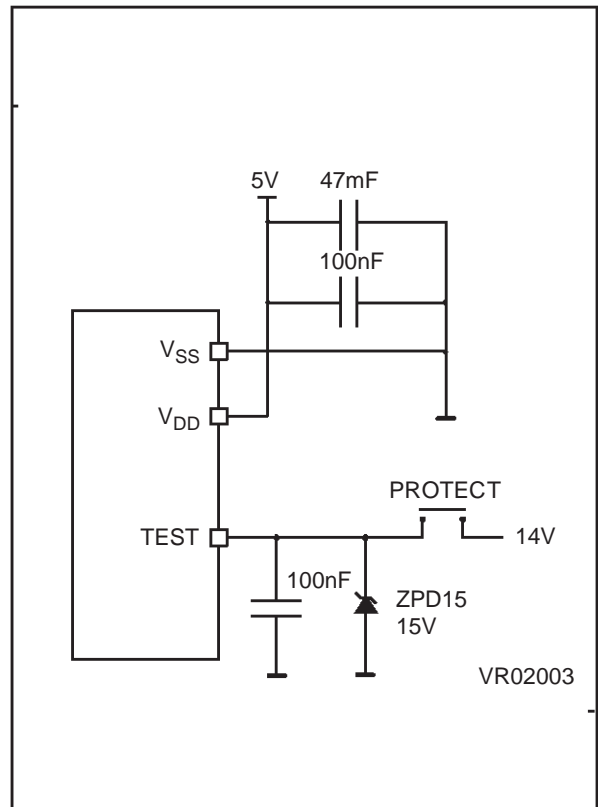 5V 47mF
100nF
VSS
VDD
PROTECT
TEST
14V
100nF
ZPD15
15V
VR02003